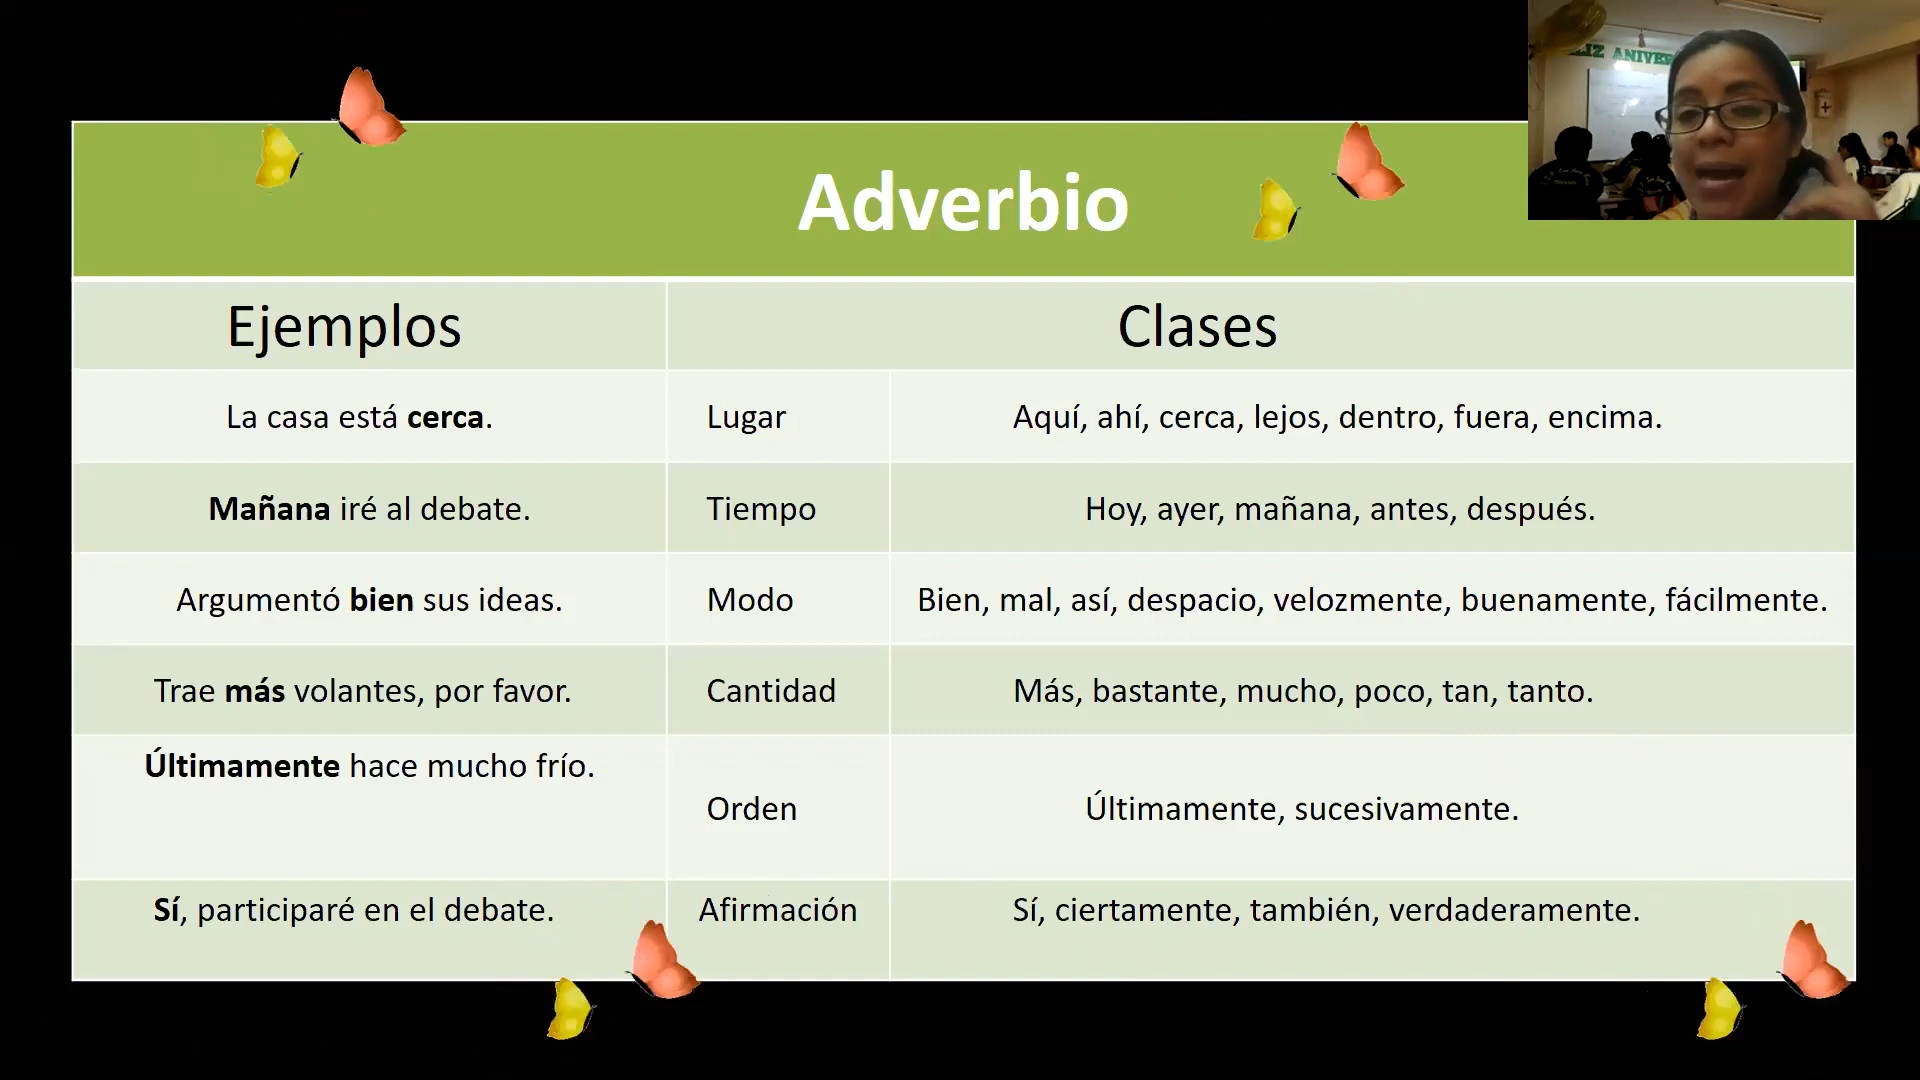 Adverbio
Ejemplos Clases
La casa está cerca. Lugar Aquí, ahí, cerca, lejos, dentro, fuera, encima.
Mañana iré al debate. Tiempo Hoy, ayer, mañana, antes, después.
Argumentó bien sus ideas. Modo Bien, mal, así, despacio, velozmente, buenamente, fácilmente.
Trae más volantes, por favor. Cantidad Más, bastante, mucho, poco, tan, tanto.
Últimamente hace mucho frío. Orden Últimamente, sucesivamente.
Sí, participaré en el debate. Afirmación Sí, ciertamente, también, verdaderamente.